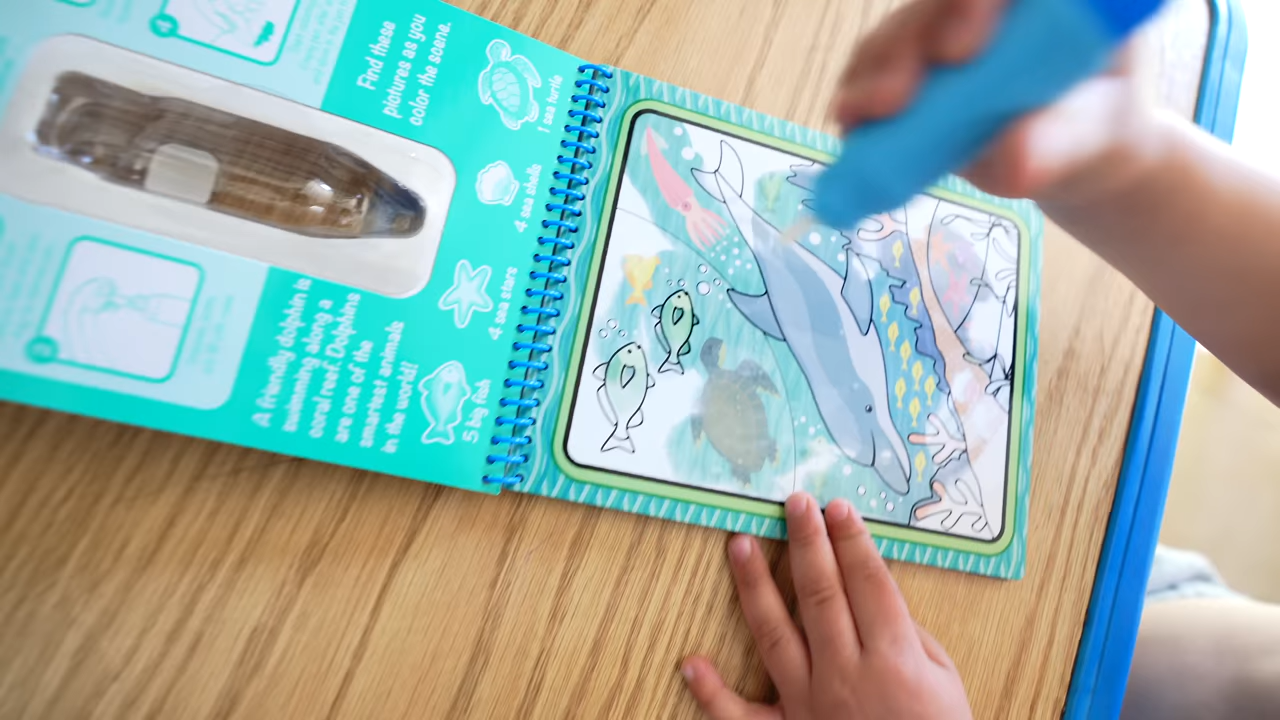 Find these
pictures as you
color the scene.
1 sea turtle
4 sea shells
4 sea stars
5 big fish
A friendly dolphin is
swimming along a
coral reef. Dolphins
are one of the
smartest animals
in the world!